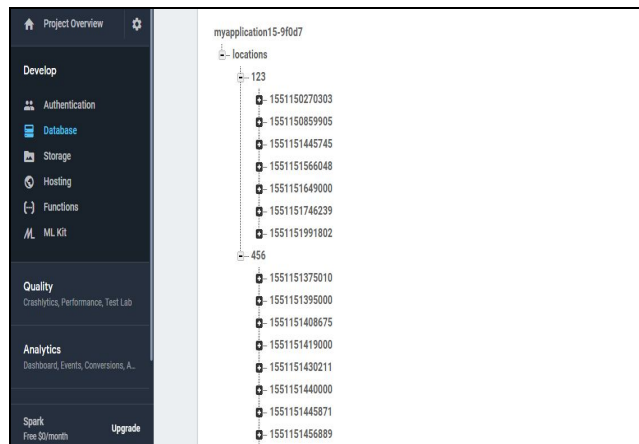 Project Overview
Develop
Authentication
Database
Storage
Hosting
Functions
ML Kit
Quality
Crashlytics, Performance, Test Lab
Analytics
Dashboard, Events, Conversions, A...
Spark
Free $0/month
Upgrade
myapplication15-9f0d7
locations
123
1551150270303
1551150859905
1551151445745
1551151566048
1551151649000
1551151746239
1551151991802
456
1551151375010
1551151395000
1551151408675
1551151419000
1551151430211
1551151440000
1551151445871
1551151456889